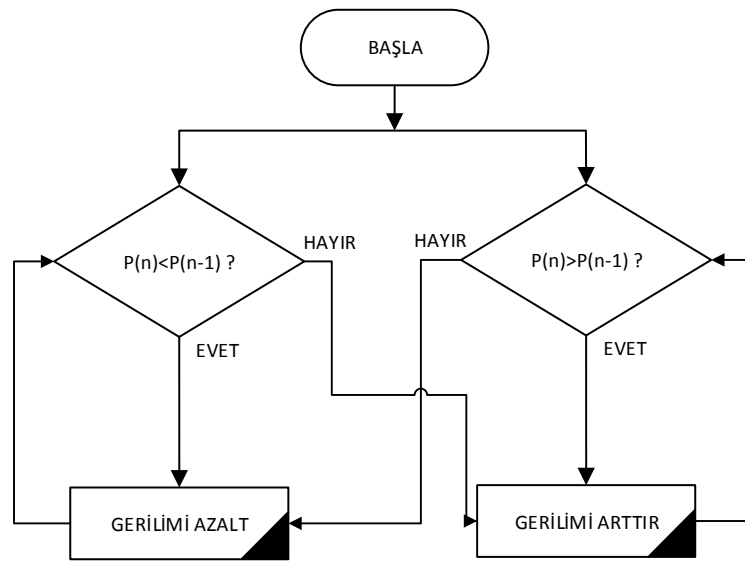 BAŞLA
P(n)<P(n-1) ?
HAYIR
HAYIR
P(n)>P(n-1) ?
EVET
EVET
GERİLİMİ AZALT
GERİLİMİ ARTTIR